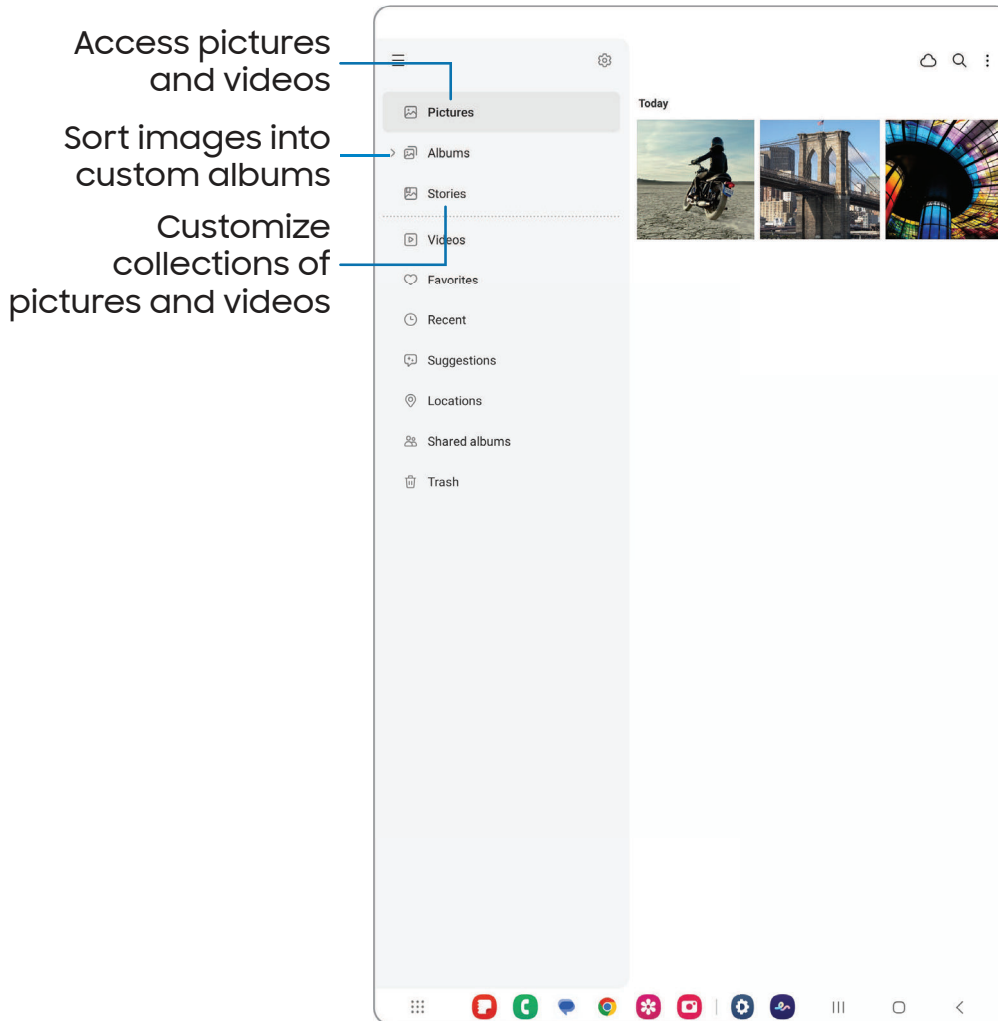 Access pictures
and videos
Sort images into
custom albums
Customize
collections of
pictures and videos
Pictures
Albums
Stories
Videos
Favorites
Recent
Suggestions
Locations
Shared albums
Trash
Today